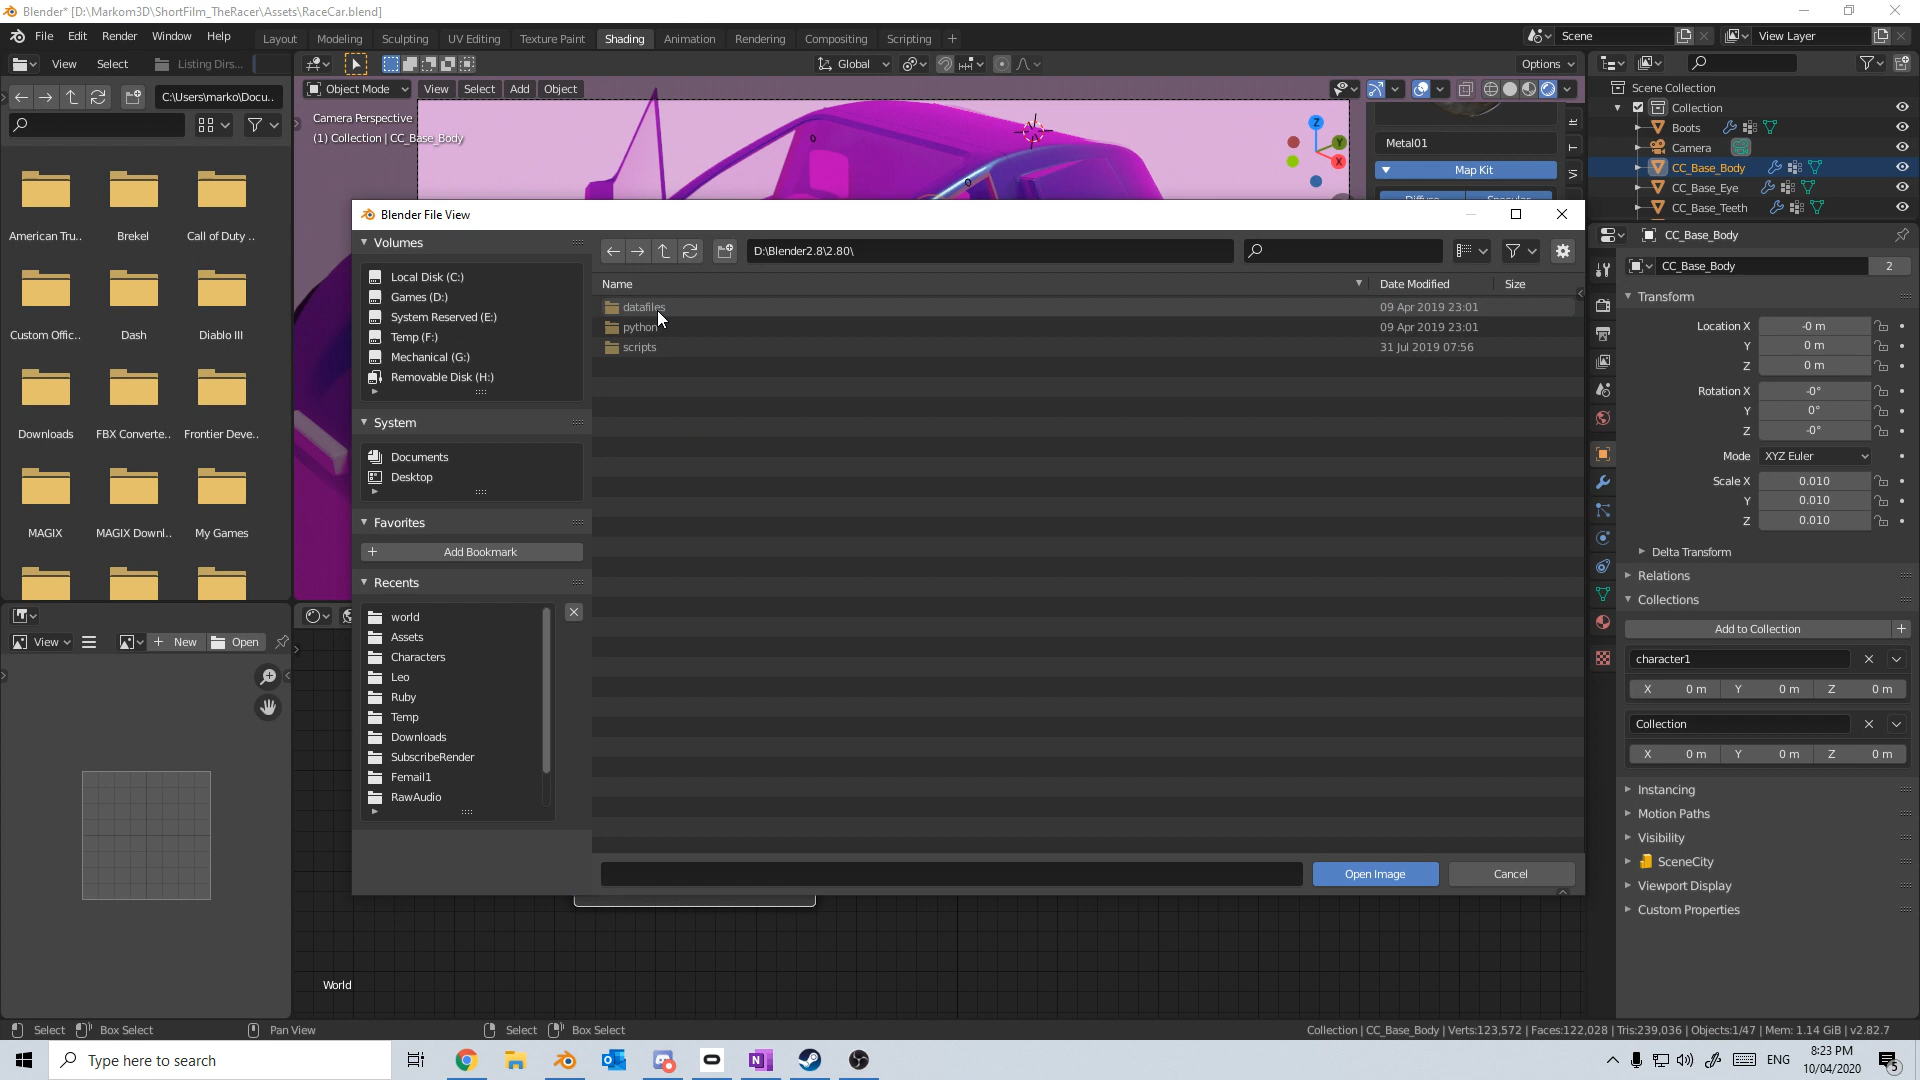 Blender* [D:\Markom3D\ShortFilm_TheRacer\Assets\RaceCar.blend]
File Edit Render Window Help Layout Modeling Sculpting UV Editing Texture Paint Shading Animation Rendering Compositing Scripting Scene View Layer
View Select Listing Dirs... Global Options
C:\Users\marko\Docu.. Object Mode View Select Add Object
Scene Collection
Collection
Boots
Camera
CC_Base_Body
CC_Base_Eye
CC_Base_Teeth
Camera Perspective
(1) Collection | CC_Base_Body
Metal01
Map Kit
American Tru.. Brekel Call of Duty ..
Custom Offic.. Dash Diablo III
Downloads FBX Converte.. Frontier Deve..
MAGIX MAGIX Downl.. My Games
View New Open
Blender File View
Volumes
Local Disk (C:)
Games (D:)
System Reserved (E:)
Temp (F:)
Mechanical (G:)
Removable Disk (H:)
System
Documents
Desktop
Favorites
Add Bookmark
Recents
world
Assets
Characters
Leo
Ruby
Temp
Downloads
SubscribeRender
Femail1
RawAudio
D:\Blender2.8\2.80\
Name Date Modified Size
datafiles 09 Apr 2019 23:01
python 09 Apr 2019 23:01
scripts 31 Jul 2019 07:56
Open Image Cancel
World
CC_Base_Body
CC_Base_Body 2
Transform
Location X -0 m
Y 0 m
Z 0 m
Rotation X -0°
Y 0°
Z -0°
Mode XYZ Euler
Scale X 0.010
Y 0.010
Z 0.010
Delta Transform
Relations
Collections
Add to Collection
character1
X 0 m Y 0 m Z 0 m
Collection
X 0 m Y 0 m Z 0 m
Instancing
Motion Paths
Visibility
SceneCity
Viewport Display
Custom Properties
Select Box Select Pan View Select Box Select Collection | CC_Base_Body | Verts:123,572 | Faces:122,028 | Tris:239,036 | Objects:1/47 | Mem: 1.14 GiB | v2.82.7
Type here to search ENG 8:23 PM
10/04/2020 5